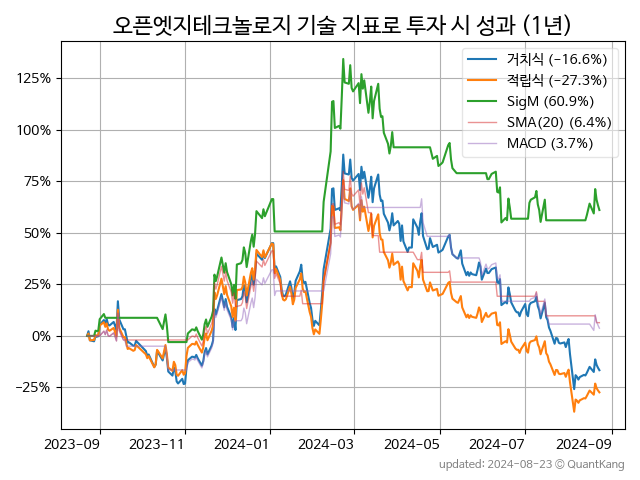 오픈엣지테크놀로지 기술 지표로 투자 시 성과 (1년)
거치식 (−16.6%)
적립식 (−27.3%)
SigM (60.9%)
SMA(20) (6.4%)
MACD (3.7%)
125%
100%
75%
50%
25%
0%
−25%
2023-09 2023-11 2024-01 2024-03 2024-05 2024-07 2024-09
updated: 2024-08-23 © QuantKang